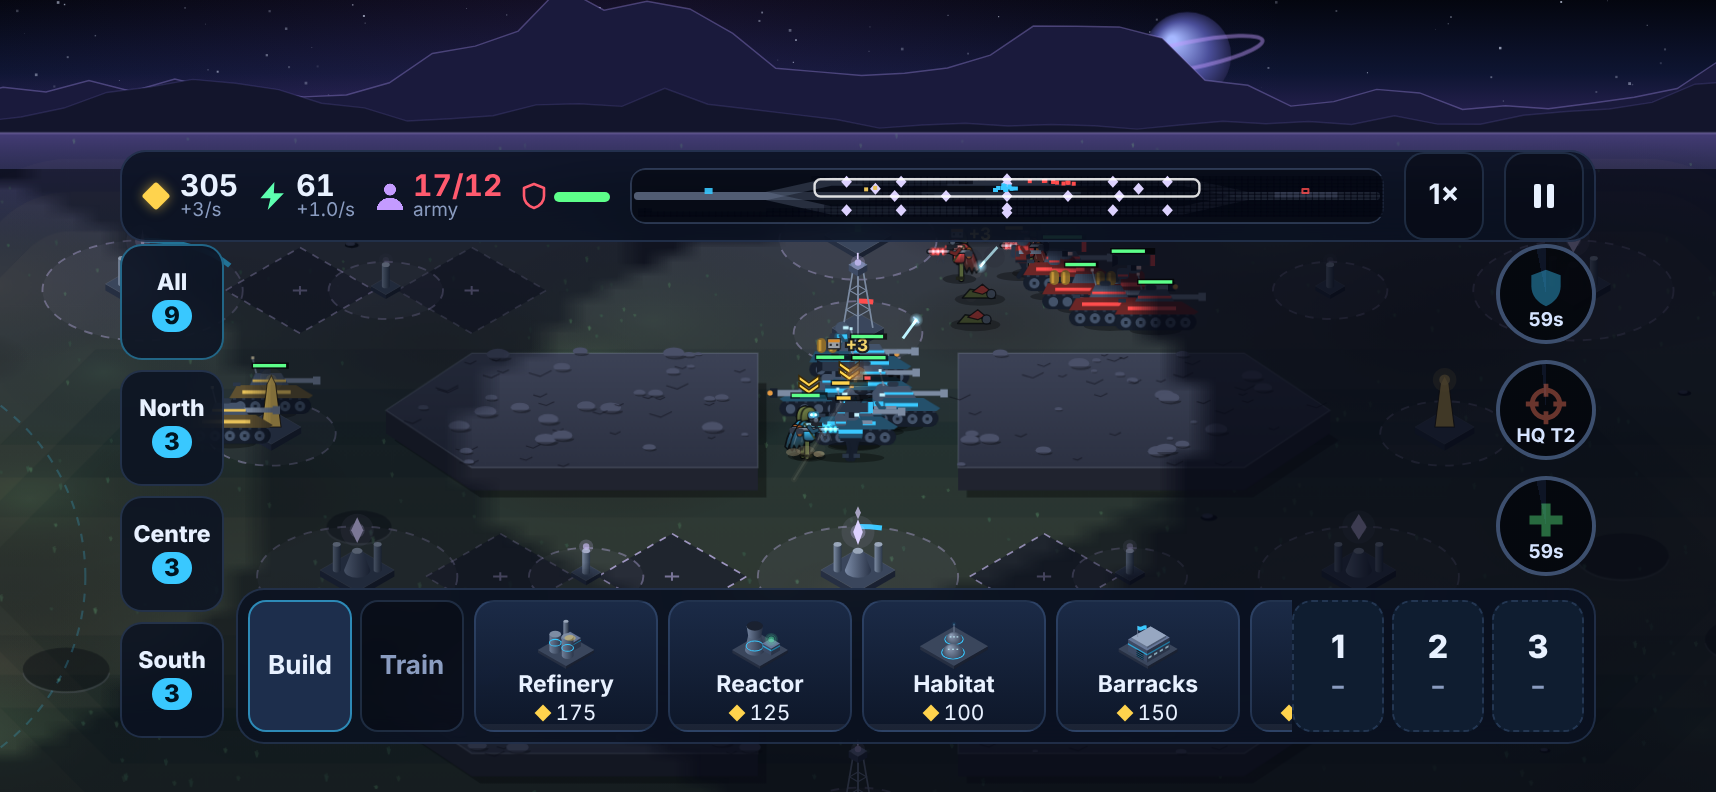 305
+3/s
61
+1.0/s
17/12
army
1×
+3
All
9
59s
North
3
+3
HQ T2
Centre
3
59s
South
3
Build
Train
Refinery
175
Reactor
125
Habitat
100
Barracks
150
1
-
2
-
3
-